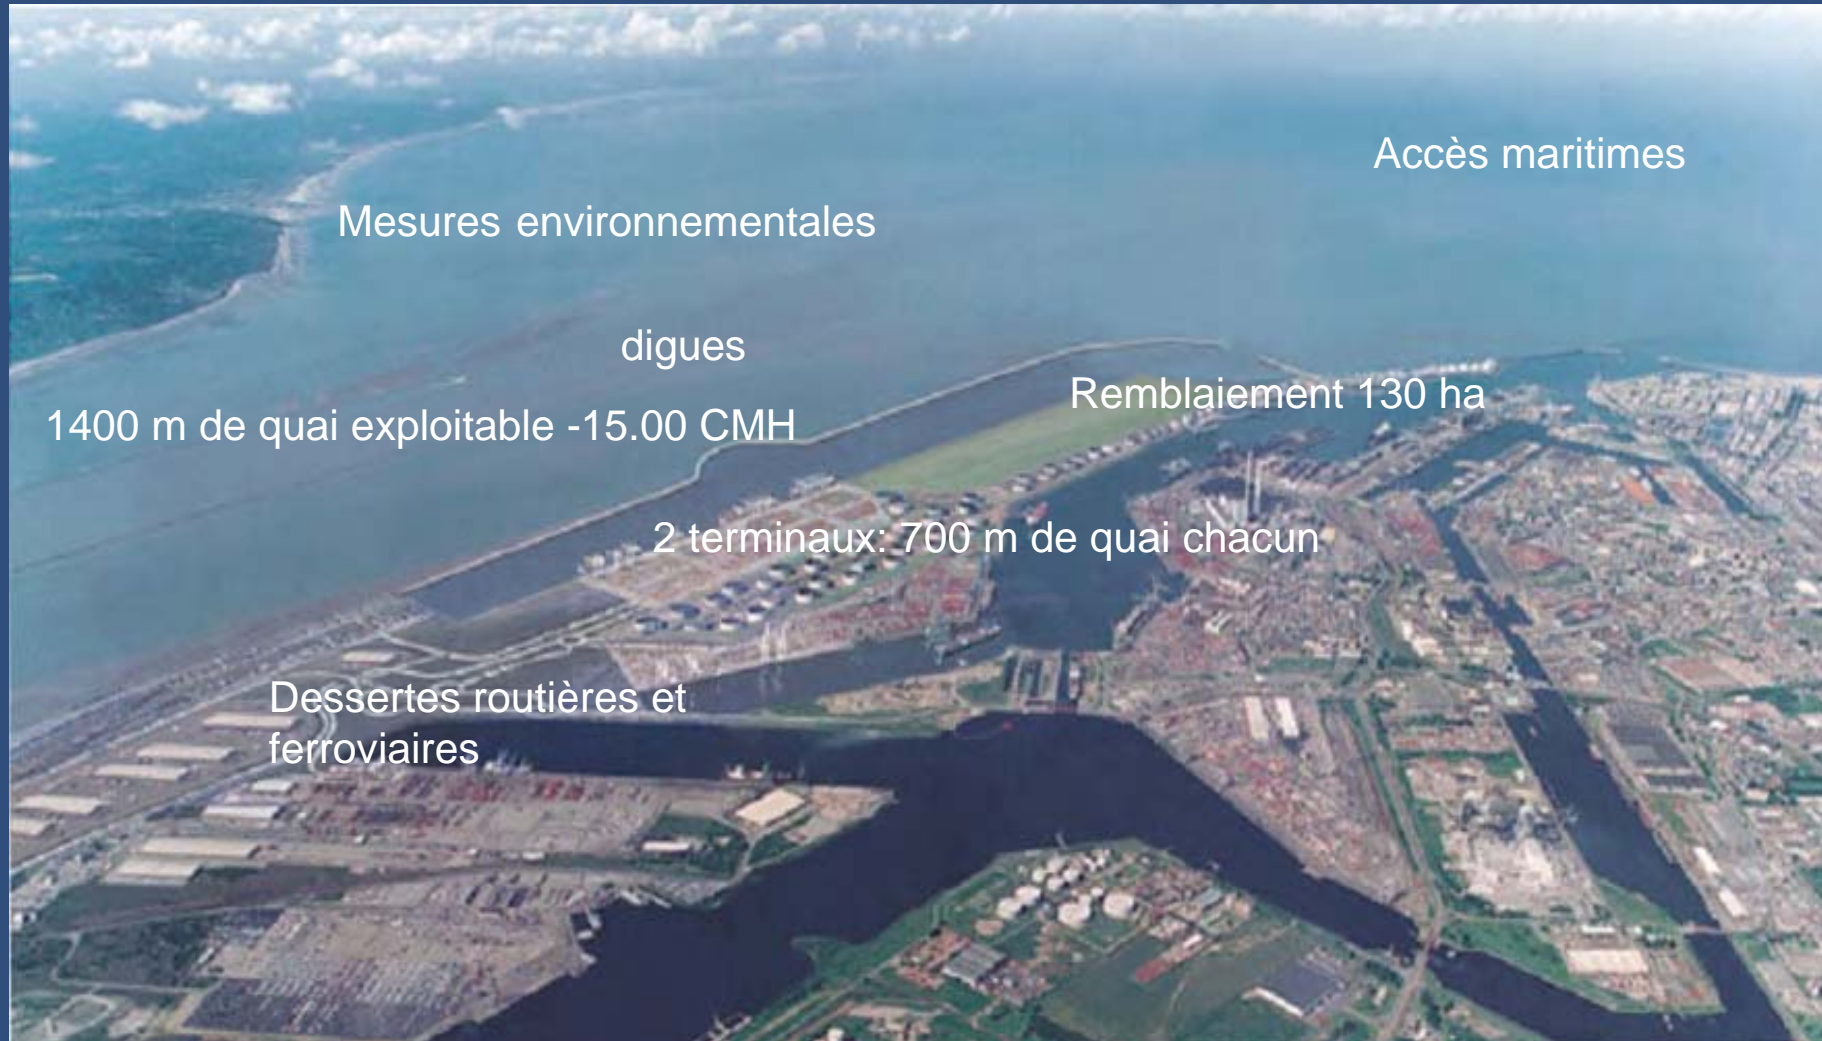 Accès maritimes
Mesures environnementales
digues
Remblaiement 130 ha
1400 m de quai exploitable -15.00 CMH
2 terminaux: 700 m de quai chacun
Dessertes routières et
ferroviaires